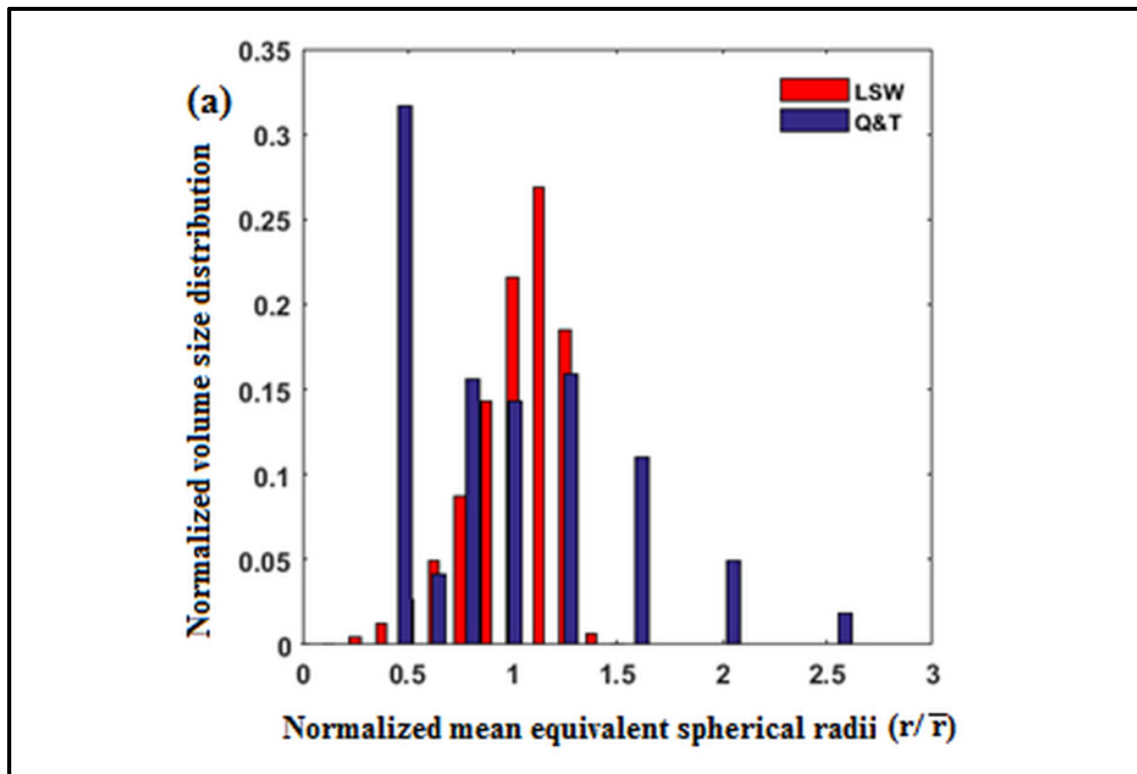 (a)
LSW
Q&T
Normalized volume size distribution
0.35
0.3
0.25
0.2
0.15
0.1
0.05
0
0 0.5 1 1.5 2 2.5 3
Normalized mean equivalent spherical radii (r/ r̅)